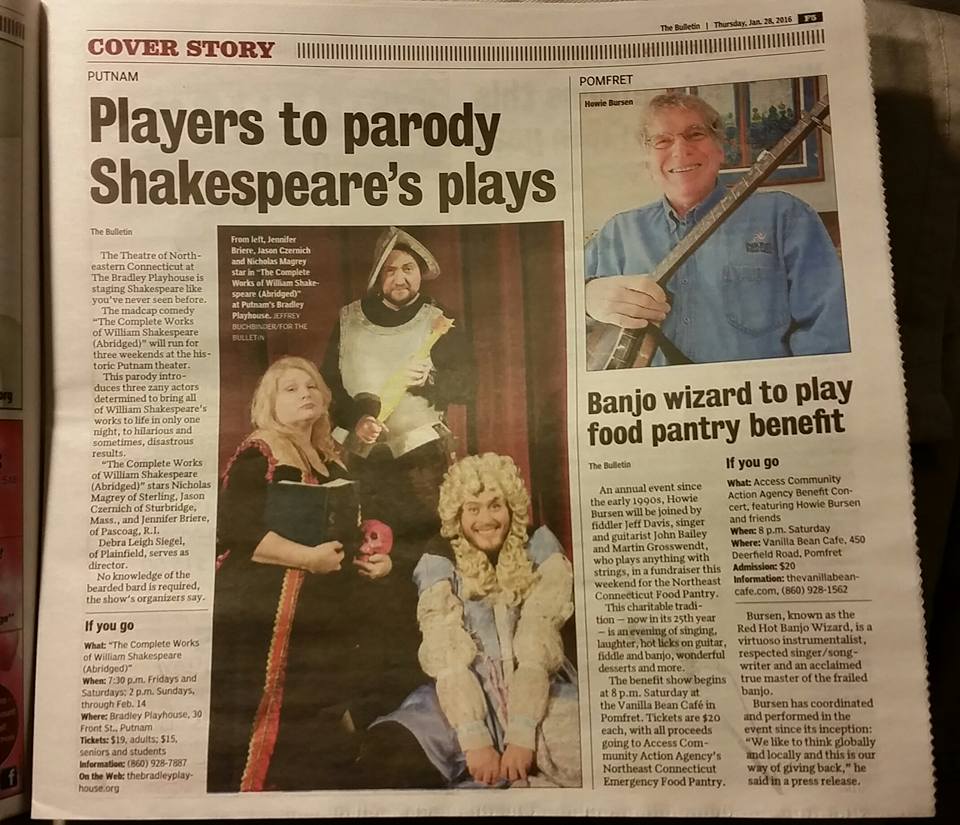 The Bulletin | Thursday, Jan. 28, 2016 F5
COVER STORY
PUTNAM
Players to parody
Shakespeare's plays
The Bulletin
The Theatre of North-
eastern Connecticut at
The Bradley Playhouse is
staging Shakespeare like
you've never seen before.
The madcap comedy
"The Complete Works
of William Shakespeare
(Abridged)" will run for
three weekends at the his-
toric Putnam theater.
This parody intro-
duces three zany actors
determined to bring all
of William Shakespeare's
works to life in only one
night, to hilarious and
sometimes, disastrous
results.
"The Complete Works
of William Shakespeare
(Abridged)" stars Nicholas
Magrey of Sterling, Jason
Czernich of Sturbridge,
Mass., and Jennifer Briere,
of Pascoag, R.I.
Debra Leigh Siegel,
of Plainfield, serves as
director.
No knowledge of the
bearded bard is required,
the show's organizers say.
If you go
What: "The Complete Works
of William Shakespeare
(Abridged)"
When: 7:30 p.m. Fridays and
Saturdays; 2 p.m. Sundays,
through Feb. 14
Where: Bradley Playhouse, 30
Front St., Putnam
Tickets: $19, adults; $15,
seniors and students
Information: (860) 928-7887
On the Web: thebradleyplay-
house.org
From left, Jennifer
Briere, Jason Czernich
and Nicholas Magrey
star in "The Complete
Works of William Shake-
speare (Abridged)"
at Putnam's Bradley
Playhouse. JEFFREY
BUCHBINDER/FOR THE
BULLETIN
POMFRET
Howie Bursen
Banjo wizard to play
food pantry benefit
The Bulletin
An annual event since
the early 1990s, Howie
Bursen will be joined by
fiddler Jeff Davis, singer
and guitarist John Bailey
and Martin Grosswendt,
who plays anything with
strings, in a fundraiser this
weekend for the Northeast
Connecticut Food Pantry.
This charitable tradi-
tion — now in its 25th year
— is an evening of singing,
laughter, hot licks on guitar,
fiddle and banjo, wonderful
desserts and more.
The benefit show begins
at 8 p.m. Saturday at
the Vanilla Bean Café in
Pomfret. Tickets are $20
each, with all proceeds
going to Access Com-
munity Action Agency's
Northeast Connecticut
Emergency Food Pantry.
If you go
What: Access Community
Action Agency Benefit Con-
cert, featuring Howie Bursen
and friends
When: 8 p.m. Saturday
Where: Vanilla Bean Cafe, 450
Deerfield Road, Pomfret
Admission: $20
Information: thevanillabean-
cafe.com, (860) 928-1562
Bursen, known as the
Red Hot Banjo Wizard, is a
virtuoso instrumentalist,
respected singer/song-
writer and an acclaimed
true master of the frailed
banjo.
Bursen has coordinated
and performed in the
event since its inception:
"We like to think globally
and locally and this is our
way of giving back," he
said in a press release.